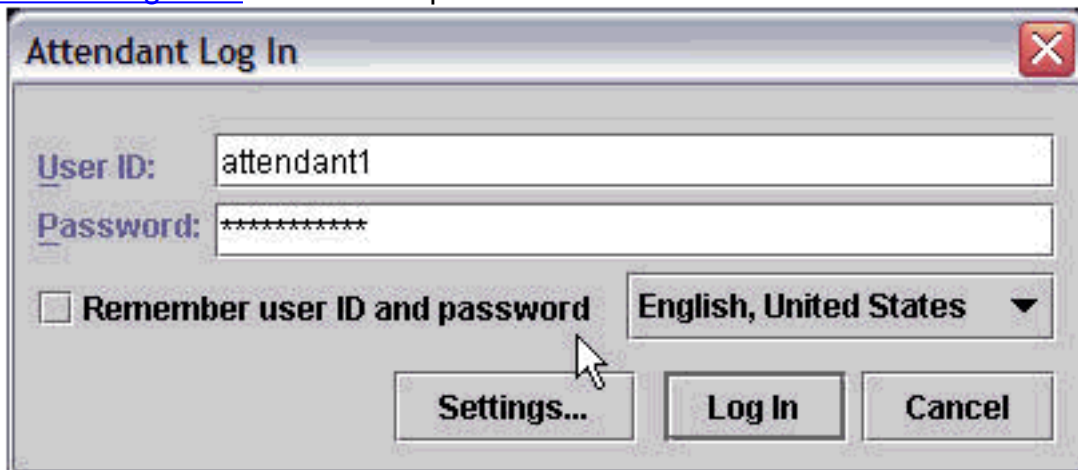 Attendant Log In
User ID: attendant1
Password: ***********
Remember user ID and password English, United States
Settings... Log In Cancel